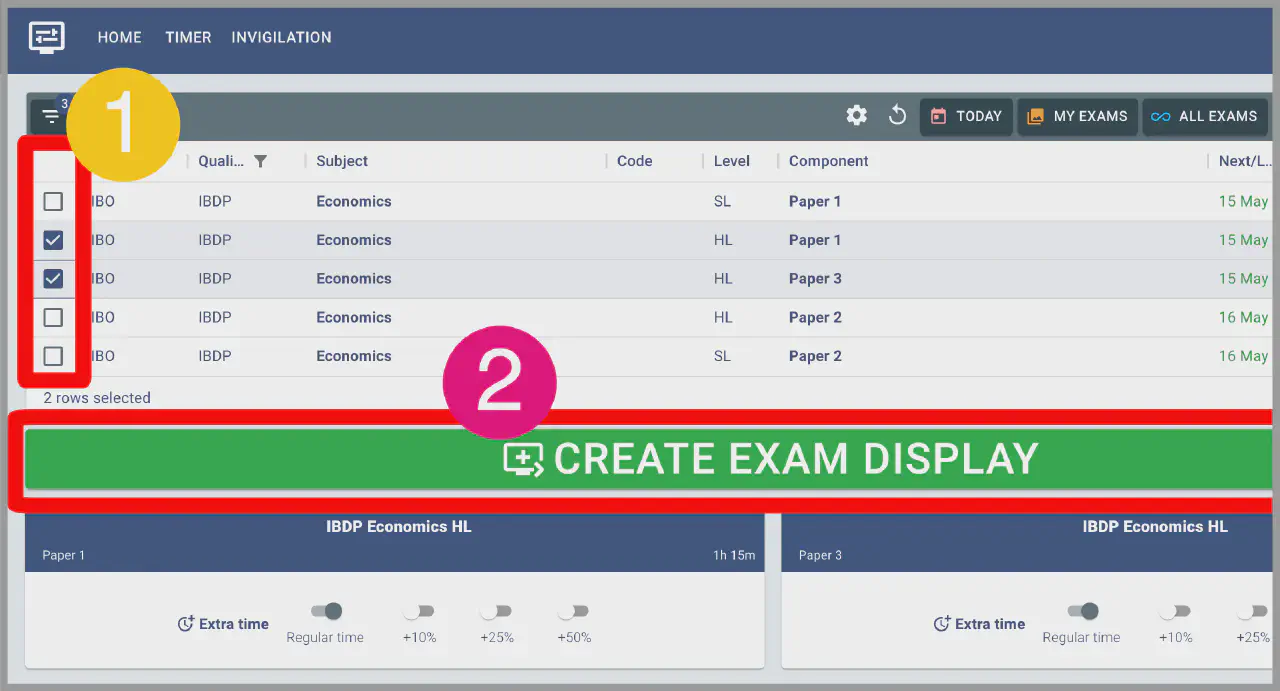 HOME TIMER INVIGILATION
3
1
TODAY MY EXAMS ALL EXAMS
Quali... Subject Code Level Component Next/L...
IBO IBDP Economics SL Paper 1 15 May
IBO IBDP Economics HL Paper 1 15 May
IBO IBDP Economics HL Paper 3 15 May
IBO IBDP Economics HL Paper 2 16 May
IBO IBDP Economics SL Paper 2 16 May
2 rows selected
2
CREATE EXAM DISPLAY
IBDP Economics HL
Paper 1 1h 15m
Extra time
Regular time +10% +25% +50%
IBDP Economics HL
Paper 3
Extra time
Regular time +10% +25%